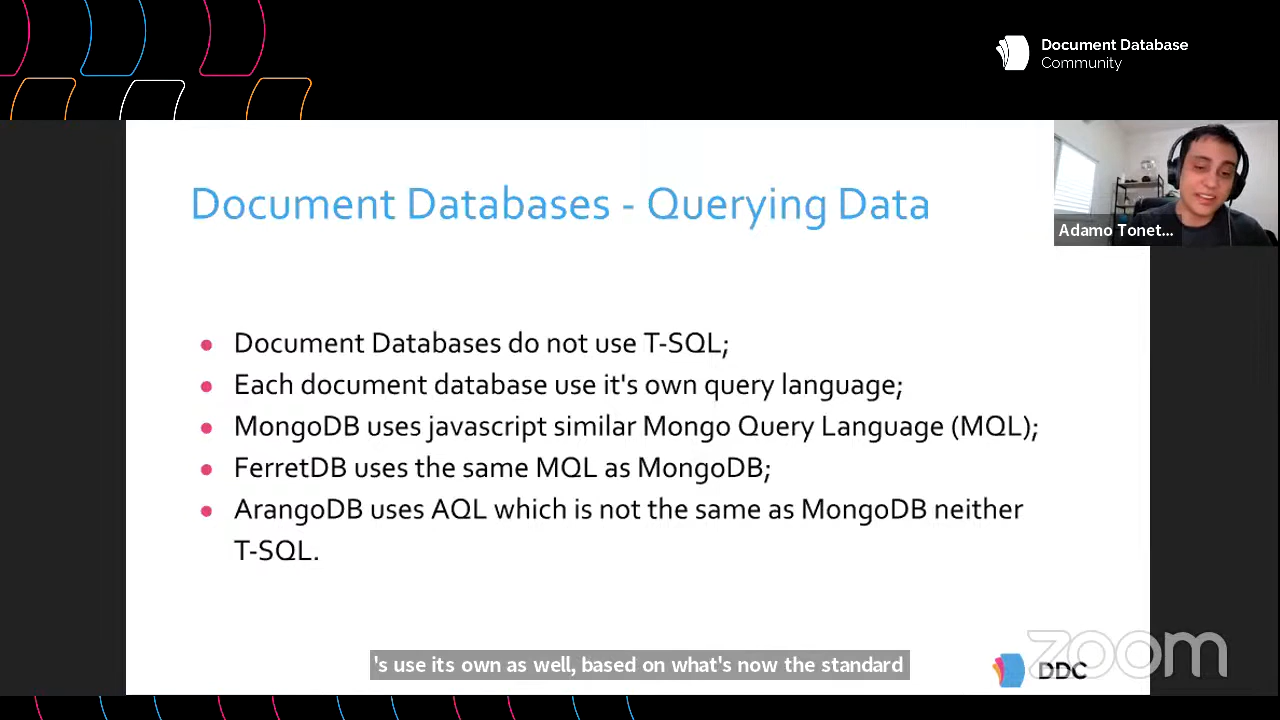 Document Database
Community
Document Databases - Querying Data
Adamo Tonet...
● Document Databases do not use T-SQL;
● Each document database use it's own query language;
● MongoDB uses javascript similar Mongo Query Language (MQL);
● FerretDB uses the same MQL as MongoDB;
● ArangoDB uses AQL which is not the same as MongoDB neither
T-SQL.
's use its own as well, based on what's now the standard
zoom
DDC